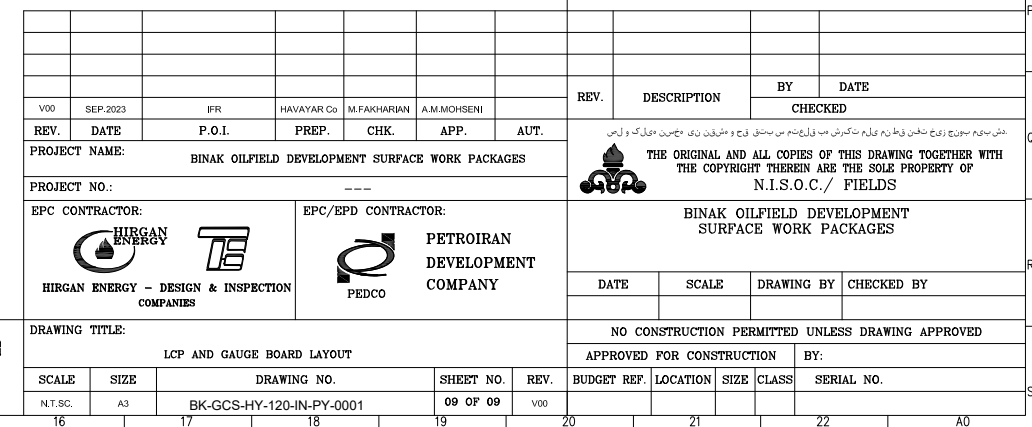 V00 SEP.2023 IFR HAVAYAR Co M.FAKHARIAN A.M.MOHSENI
REV. DATE P.O.I. PREP. CHK. APP. AUT.
PROJECT NAME:
BINAK OILFIELD DEVELOPMENT SURFACE WORK PACKAGES
PROJECT NO.: ---
EPC CONTRACTOR:
HIRGAN
ENERGY
HIRGAN ENERGY – DESIGN & INSPECTION
COMPANIES
EPC/EPD CONTRACTOR:
PEDCO
PETROIRAN
DEVELOPMENT
COMPANY
DRAWING TITLE:
LCP AND GAUGE BOARD LAYOUT
SCALE SIZE DRAWING NO. SHEET NO. REV.
N.T.SC. A3 BK-GCS-HY-120-IN-PY-0001 09 OF 09 V00
REV. DESCRIPTION BY DATE
CHECKED
THE ORIGINAL AND ALL COPIES OF THIS DRAWING TOGETHER WITH
THE COPYRIGHT THEREIN ARE THE SOLE PROPERTY OF
N.I.S.O.C./ FIELDS
BINAK OILFIELD DEVELOPMENT
SURFACE WORK PACKAGES
DATE SCALE DRAWING BY CHECKED BY
NO CONSTRUCTION PERMITTED UNLESS DRAWING APPROVED
APPROVED FOR CONSTRUCTION BY:
BUDGET REF. LOCATION SIZE CLASS SERIAL NO.
16 17 18 19 20 21 22 A0